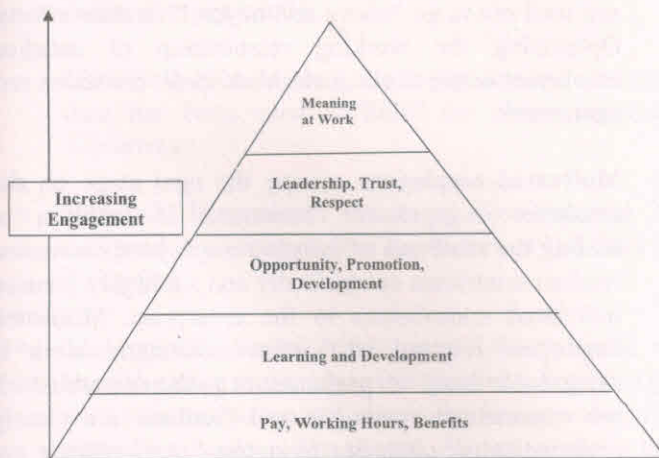 Meaning
at Work
Leadership, Trust,
Respect
Increasing
Engagement
Opportunity, Promotion,
Development
Learning and Development
Pay, Working Hours, Benefits